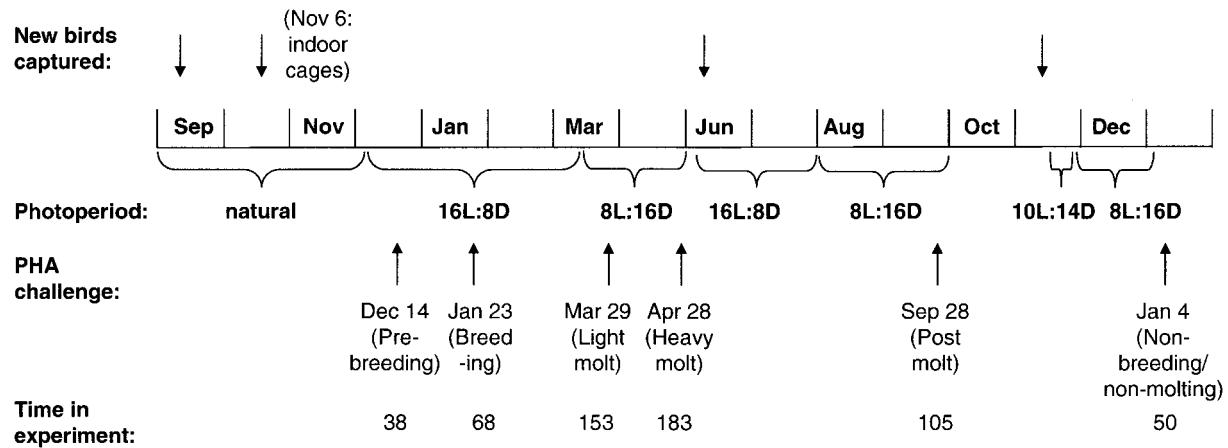 New birds
captured:
(Nov 6:
indoor
cages)
Sep Nov Jan Mar Jun Aug Oct Dec
Photoperiod: natural 16L:8D 8L:16D 16L:8D 8L:16D 10L:14D 8L:16D
PHA
challenge:
Dec 14
(Pre-
breeding)
Jan 23
(Breed
-ing)
Mar 29
(Light
molt)
Apr 28
(Heavy
molt)
Sep 28
(Post
molt)
Jan 4
(Non-
breeding/
non-molting)
Time in
experiment:
38 68 153 183 105 50